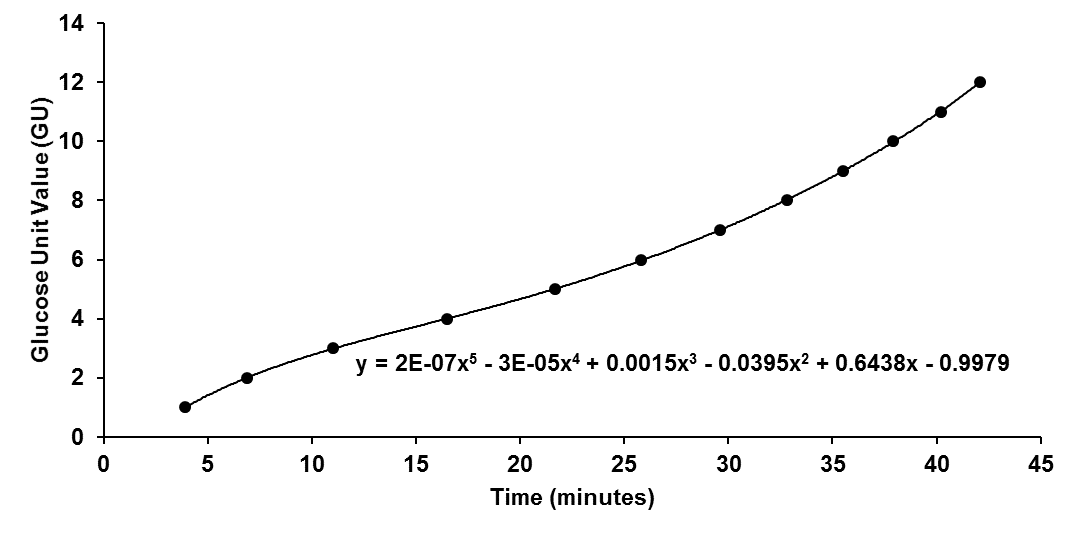 14
12
10
8
6
4
2
0
Glucose Unit Value (GU)
y = 2E-07x⁵ - 3E-05x⁴ + 0.0015x³ - 0.0395x² + 0.6438x - 0.9979
0 5 10 15 20 25 30 35 40 45
Time (minutes)